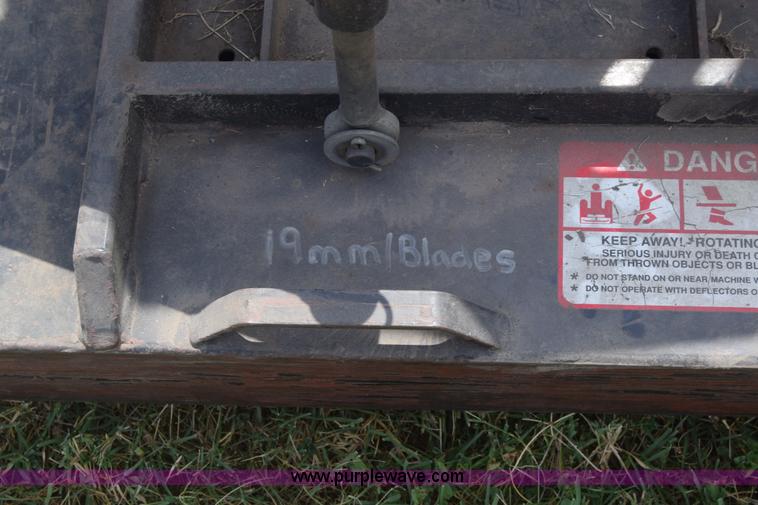 DANG
19mm/Blades
KEEP AWAY! ROTATING
SERIOUS INJURY OR DEATH C
FROM THROWN OBJECTS OR BL
* DO NOT STAND ON OR NEAR MACHINE W
* DO NOT OPERATE WITH DEFLECTORS O
www.purplewave.com